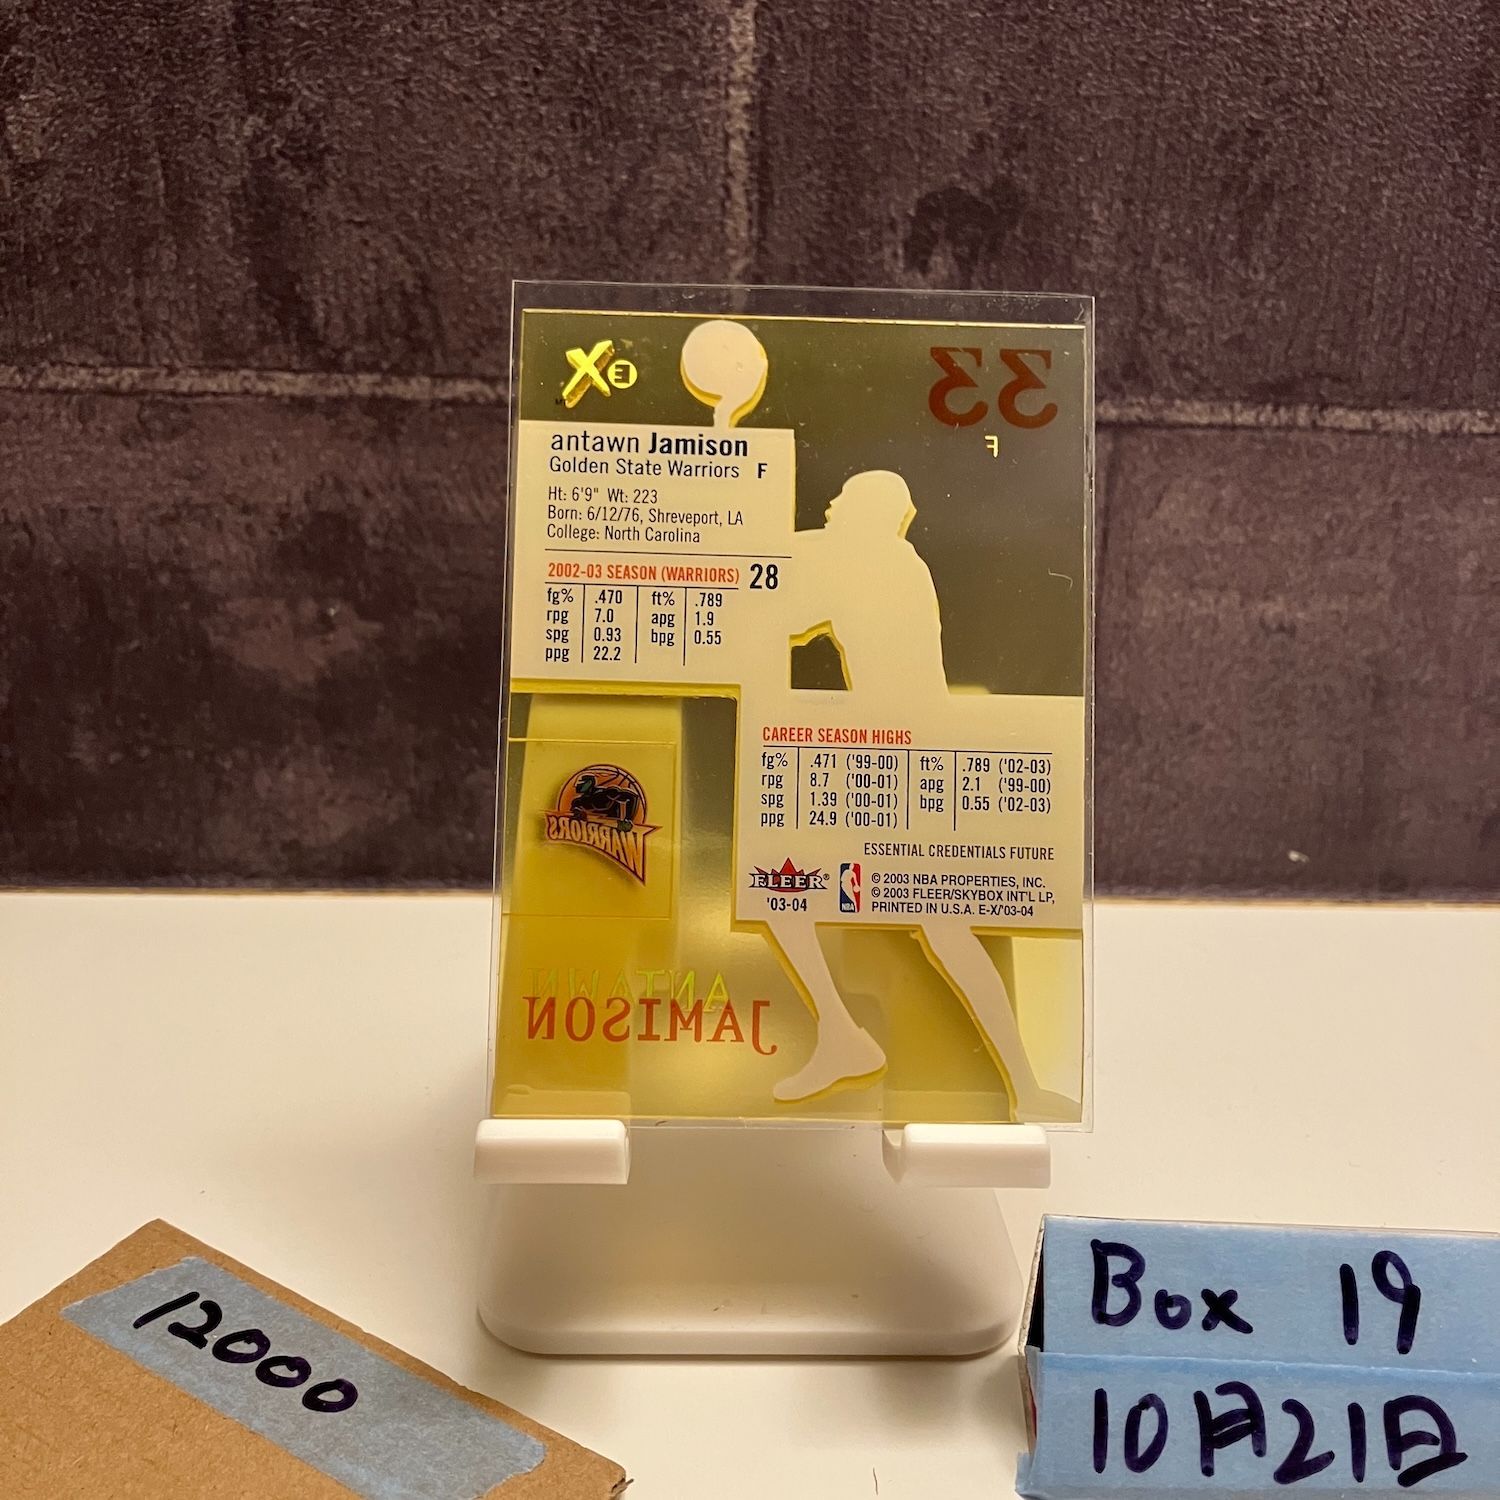 XE
33
F
antawn Jamison
Golden State Warriors F
Ht: 6'9" Wt: 223
Born: 6/12/76, Shreveport, LA
College: North Carolina
2002-03 SEASON (WARRIORS) 28
fg% .470 ft% .789
rpg 7.0 apg 1.9
spg 0.93 bpg 0.55
ppg 22.2
CAREER SEASON HIGHS
fg% .471 ('99-00) ft% .789 ('02-03)
rpg 8.7 ('00-01) apg 2.1 ('99-00)
spg 1.39 ('00-01) bpg 0.55 ('02-03)
ppg 24.9 ('00-01)
WARRIORS
ESSENTIAL CREDENTIALS FUTURE
FLEER®
'03-04
NBA
© 2003 NBA PROPERTIES, INC.
© 2003 FLEER/SKYBOX INT'L LP,
PRINTED IN U.S.A. E-X/'03-04
ANTAWN
JAMISON
12000
Box 19
10月21日